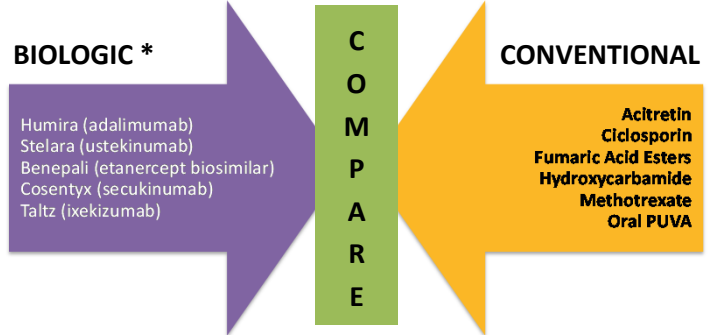 BIOLOGIC *
Humira (adalimumab)
Stelara (ustekinumab)
Benepali (etanercept biosimilar)
Cosentyx (secukinumab)
Taltz (ixekizumab)
C
O
M
P
A
R
E
CONVENTIONAL
Acitretin
Ciclosporin
Fumaric Acid Esters
Hydroxycarbamide
Methotrexate
Oral PUVA